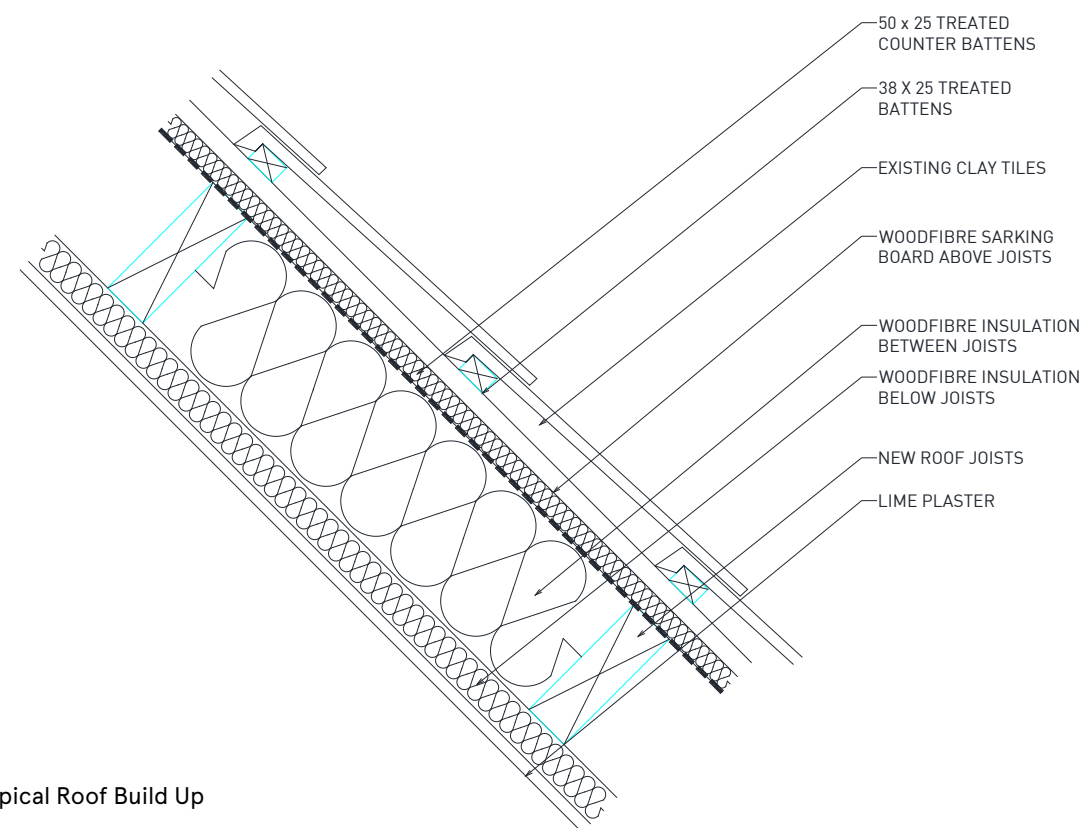 50 x 25 TREATED
COUNTER BATTENS
38 X 25 TREATED
BATTENS
EXISTING CLAY TILES
WOODFIBRE SARKING
BOARD ABOVE JOISTS
WOODFIBRE INSULATION
BETWEEN JOISTS
WOODFIBRE INSULATION
BELOW JOISTS
NEW ROOF JOISTS
LIME PLASTER
pical Roof Build Up